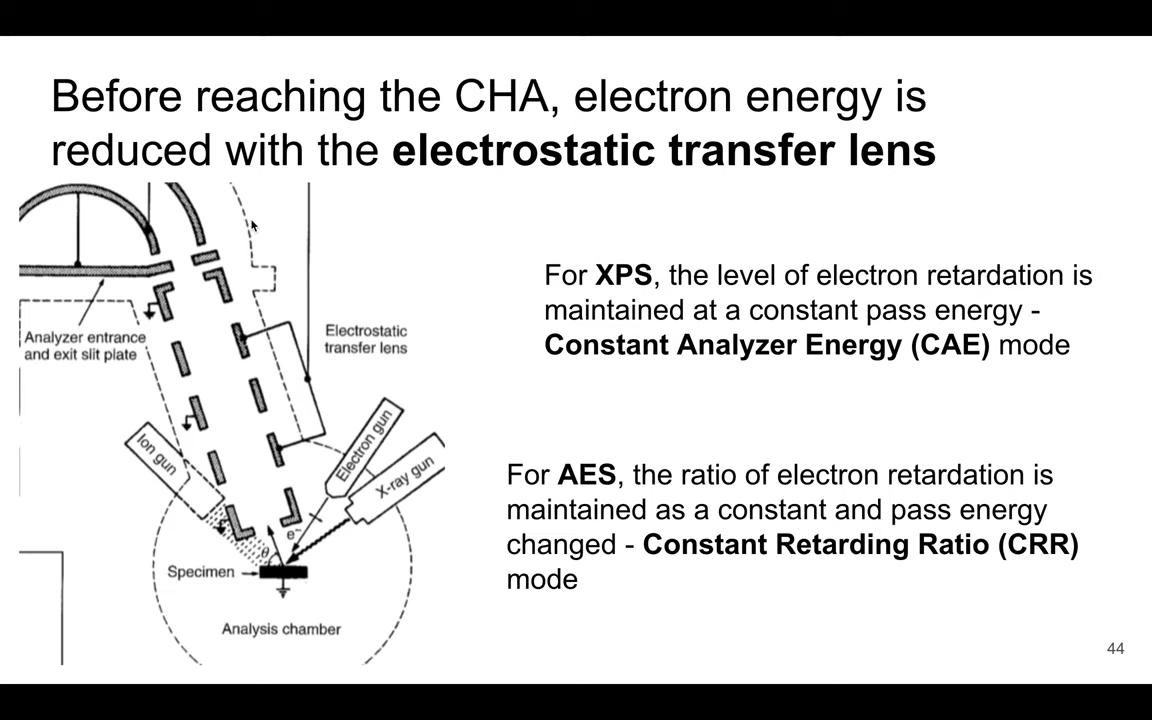 Before reaching the CHA, electron energy is
reduced with the electrostatic transfer lens
Analyzer entrance
and exit slit plate
Electrostatic
transfer lens
Ion gun
Electron gun
X-ray gun
e⁻
θ
Specimen
Analysis chamber
For XPS, the level of electron retardation is
maintained at a constant pass energy -
Constant Analyzer Energy (CAE) mode
For AES, the ratio of electron retardation is
maintained as a constant and pass energy
changed - Constant Retarding Ratio (CRR)
mode
44